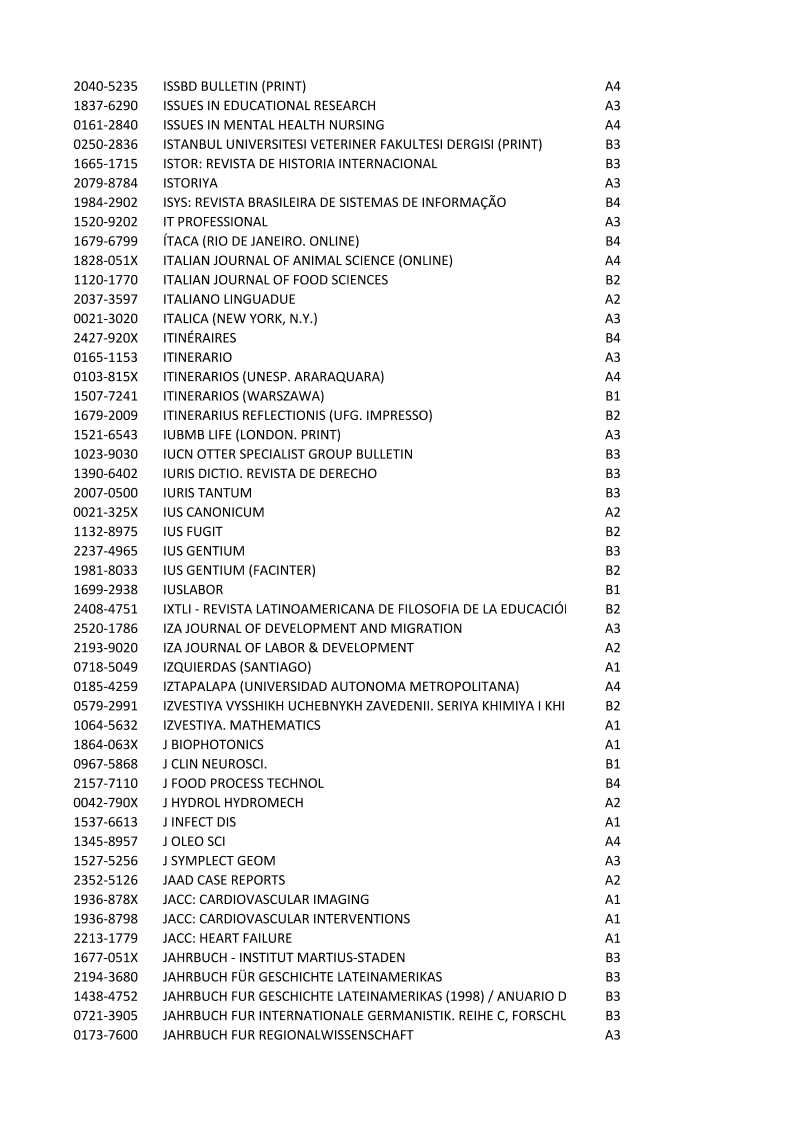 2040-5235 ISSBD BULLETIN (PRINT) A4
1837-6290 ISSUES IN EDUCATIONAL RESEARCH A3
0161-2840 ISSUES IN MENTAL HEALTH NURSING A4
0250-2836 ISTANBUL UNIVERSITESI VETERINER FAKULTESI DERGISI (PRINT) B3
1665-1715 ISTOR: REVISTA DE HISTORIA INTERNACIONAL B3
2079-8784 ISTORIYA A3
1984-2902 ISYS: REVISTA BRASILEIRA DE SISTEMAS DE INFORMAÇÃO B4
1520-9202 IT PROFESSIONAL A3
1679-6799 ÍTACA (RIO DE JANEIRO. ONLINE) B4
1828-051X ITALIAN JOURNAL OF ANIMAL SCIENCE (ONLINE) A4
1120-1770 ITALIAN JOURNAL OF FOOD SCIENCES B2
2037-3597 ITALIANO LINGUADUE A2
0021-3020 ITALICA (NEW YORK, N.Y.) A3
2427-920X ITINÉRAIRES B4
0165-1153 ITINERARIO A3
0103-815X ITINERARIOS (UNESP. ARARAQUARA) A4
1507-7241 ITINERARIOS (WARSZAWA) B1
1679-2009 ITINERARIUS REFLECTIONIS (UFG. IMPRESSO) B2
1521-6543 IUBMB LIFE (LONDON. PRINT) A3
1023-9030 IUCN OTTER SPECIALIST GROUP BULLETIN B3
1390-6402 IURIS DICTIO. REVISTA DE DERECHO B3
2007-0500 IURIS TANTUM B3
0021-325X IUS CANONICUM A2
1132-8975 IUS FUGIT B2
2237-4965 IUS GENTIUM B3
1981-8033 IUS GENTIUM (FACINTER) B2
1699-2938 IUSLABOR B1
2408-4751 IXTLI - REVISTA LATINOAMERICANA DE FILOSOFIA DE LA EDUCACIÓ B2
2520-1786 IZA JOURNAL OF DEVELOPMENT AND MIGRATION A3
2193-9020 IZA JOURNAL OF LABOR & DEVELOPMENT A2
0718-5049 IZQUIERDAS (SANTIAGO) A1
0185-4259 IZTAPALAPA (UNIVERSIDAD AUTONOMA METROPOLITANA) A4
0579-2991 IZVESTIYA VYSSHIKH UCHEBNYKH ZAVEDENII. SERIYA KHIMIYA I KHI B2
1064-5632 IZVESTIYA. MATHEMATICS A1
1864-063X J BIOPHOTONICS A1
0967-5868 J CLIN NEUROSCI. B1
2157-7110 J FOOD PROCESS TECHNOL B4
0042-790X J HYDROL HYDROMECH A2
1537-6613 J INFECT DIS A1
1345-8957 J OLEO SCI A4
1527-5256 J SYMPLECT GEOM A3
2352-5126 JAAD CASE REPORTS A2
1936-878X JACC: CARDIOVASCULAR IMAGING A1
1936-8798 JACC: CARDIOVASCULAR INTERVENTIONS A1
2213-1779 JACC: HEART FAILURE A1
1677-051X JAHRBUCH - INSTITUT MARTIUS-STADEN B3
2194-3680 JAHRBUCH FÜR GESCHICHTE LATEINAMERIKAS B3
1438-4752 JAHRBUCH FUR GESCHICHTE LATEINAMERIKAS (1998) / ANUARIO D B3
0721-3905 JAHRBUCH FUR INTERNATIONALE GERMANISTIK. REIHE C, FORSCHU B3
0173-7600 JAHRBUCH FUR REGIONALWISSENSCHAFT A3